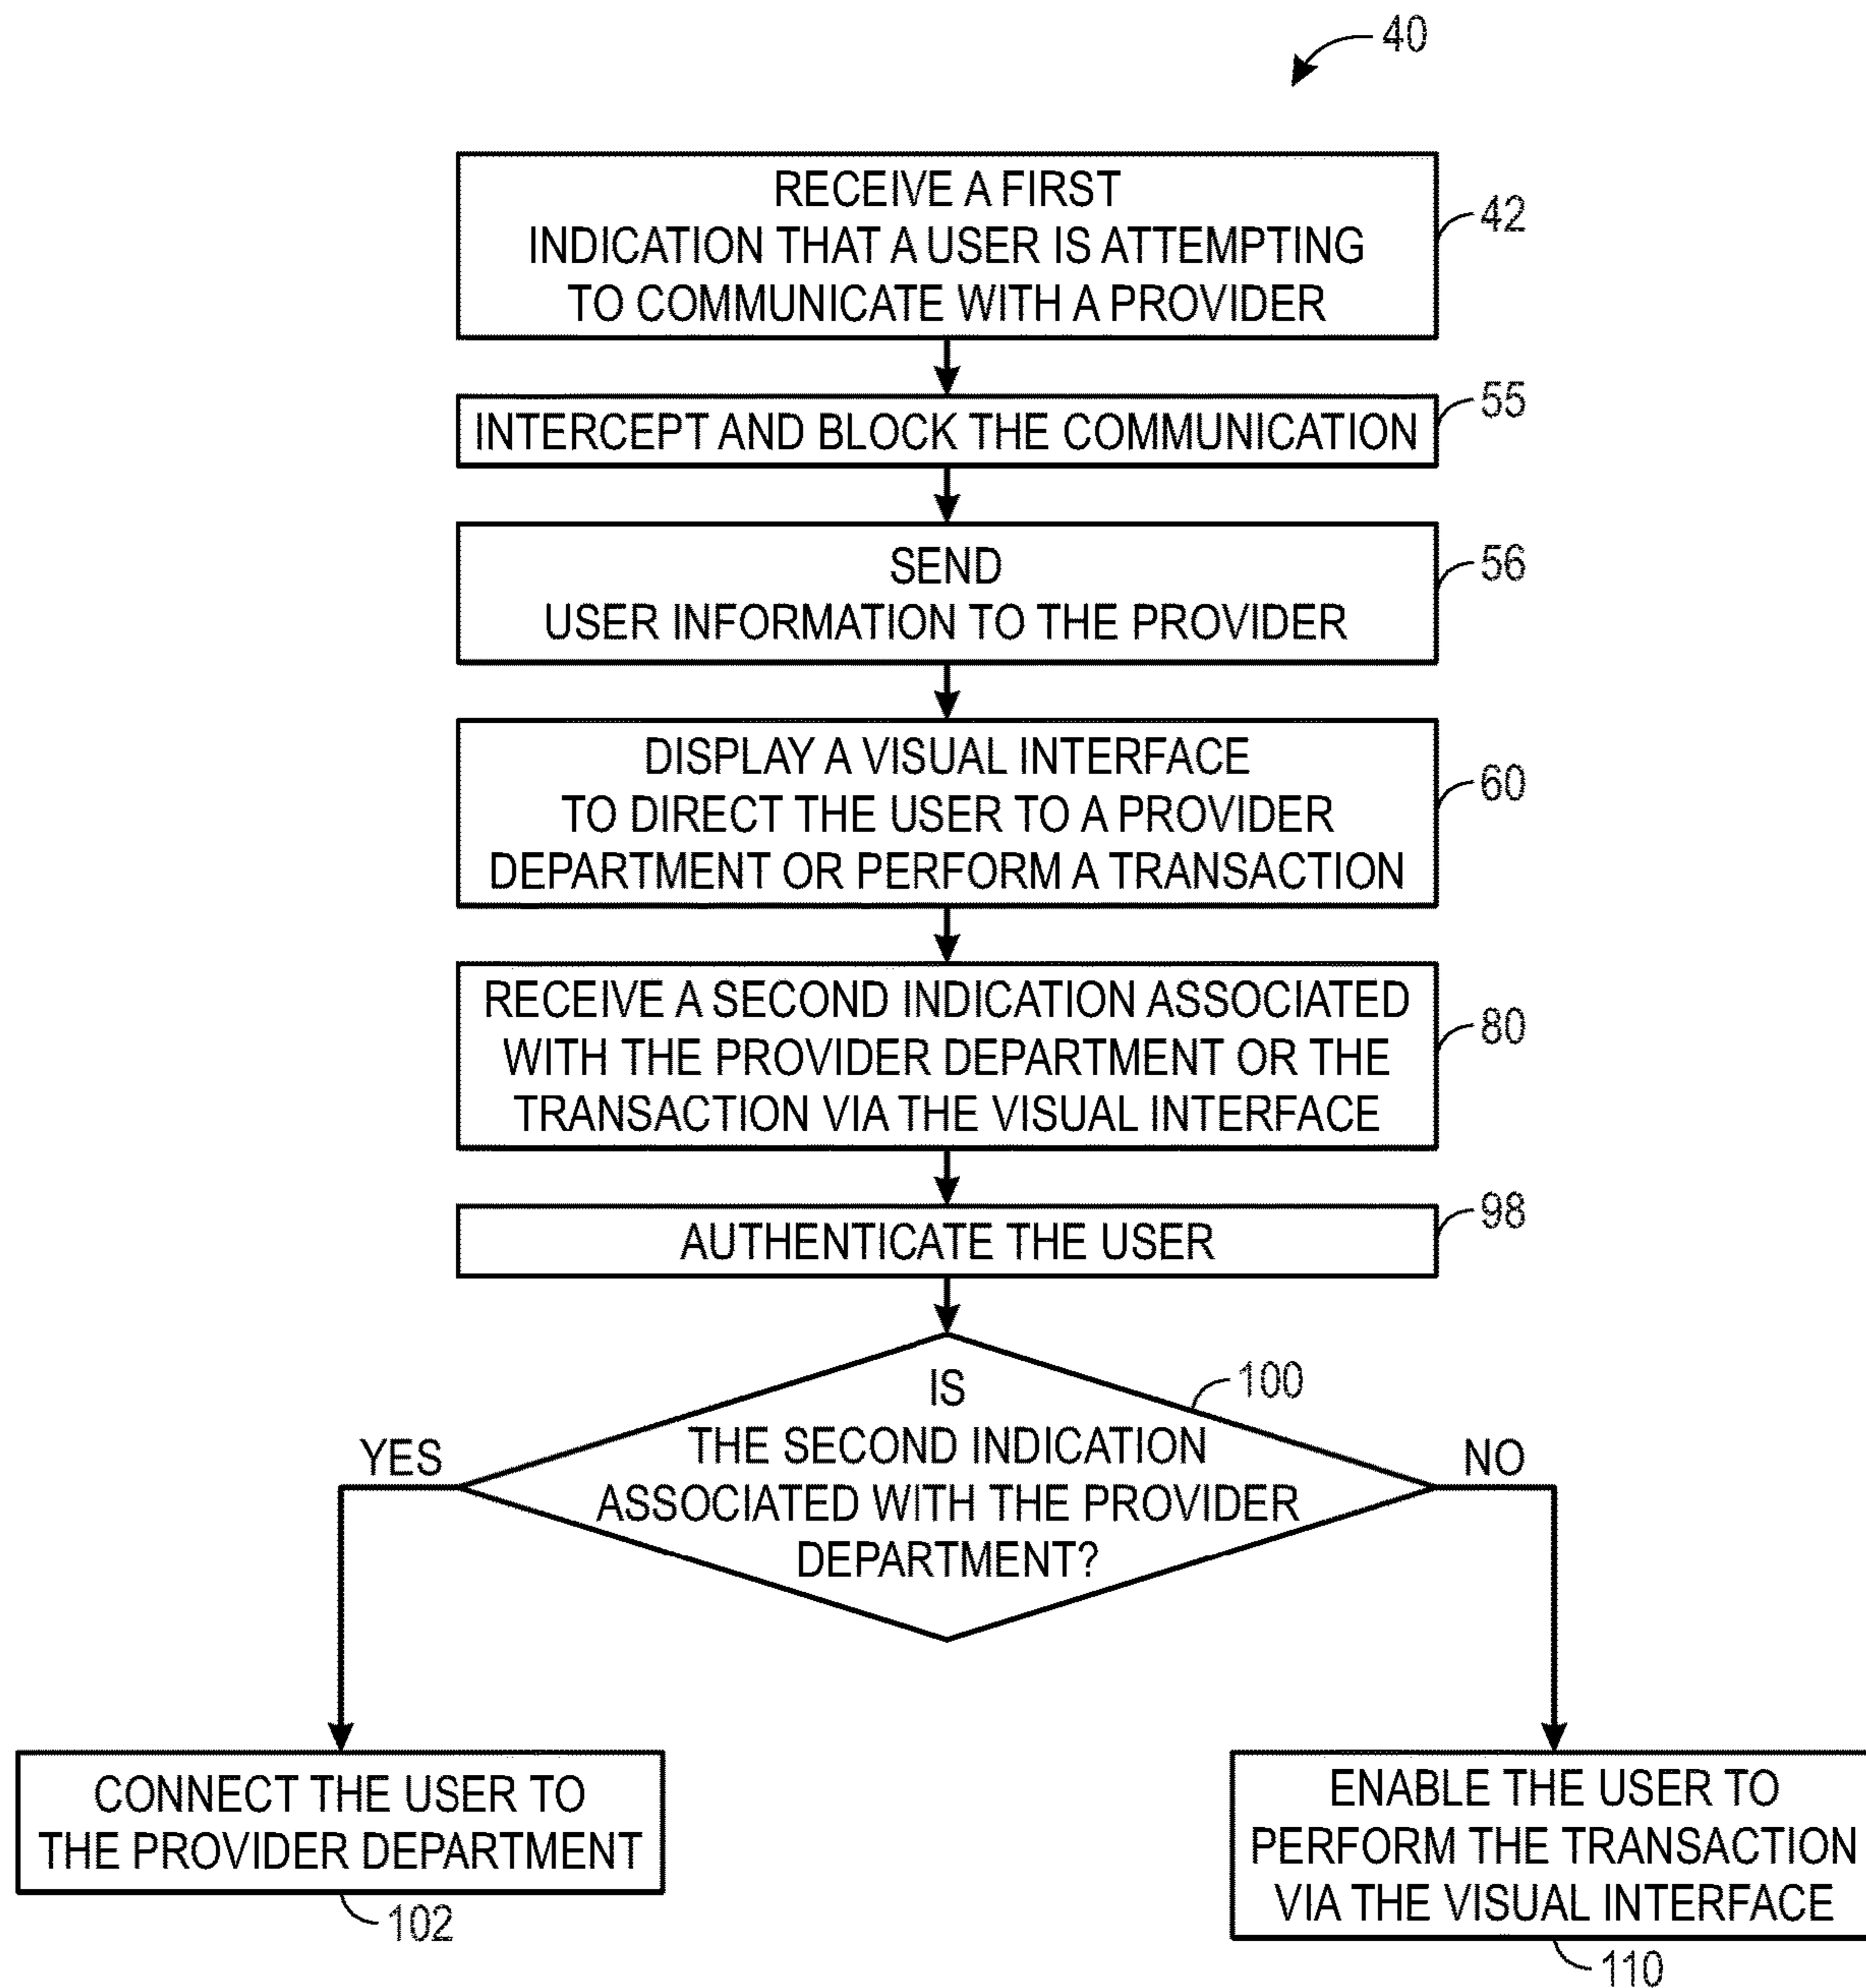 40
RECEIVE A FIRST
INDICATION THAT A USER IS ATTEMPTING
TO COMMUNICATE WITH A PROVIDER
42
INTERCEPT AND BLOCK THE COMMUNICATION
55
SEND
USER INFORMATION TO THE PROVIDER
56
DISPLAY A VISUAL INTERFACE
TO DIRECT THE USER TO A PROVIDER
DEPARTMENT OR PERFORM A TRANSACTION
60
RECEIVE A SECOND INDICATION ASSOCIATED
WITH THE PROVIDER DEPARTMENT OR THE
TRANSACTION VIA THE VISUAL INTERFACE
80
AUTHENTICATE THE USER
98
IS
THE SECOND INDICATION
ASSOCIATED WITH THE PROVIDER
DEPARTMENT?
100
YES
NO
CONNECT THE USER TO
THE PROVIDER DEPARTMENT
102
ENABLE THE USER TO
PERFORM THE TRANSACTION
VIA THE VISUAL INTERFACE
110